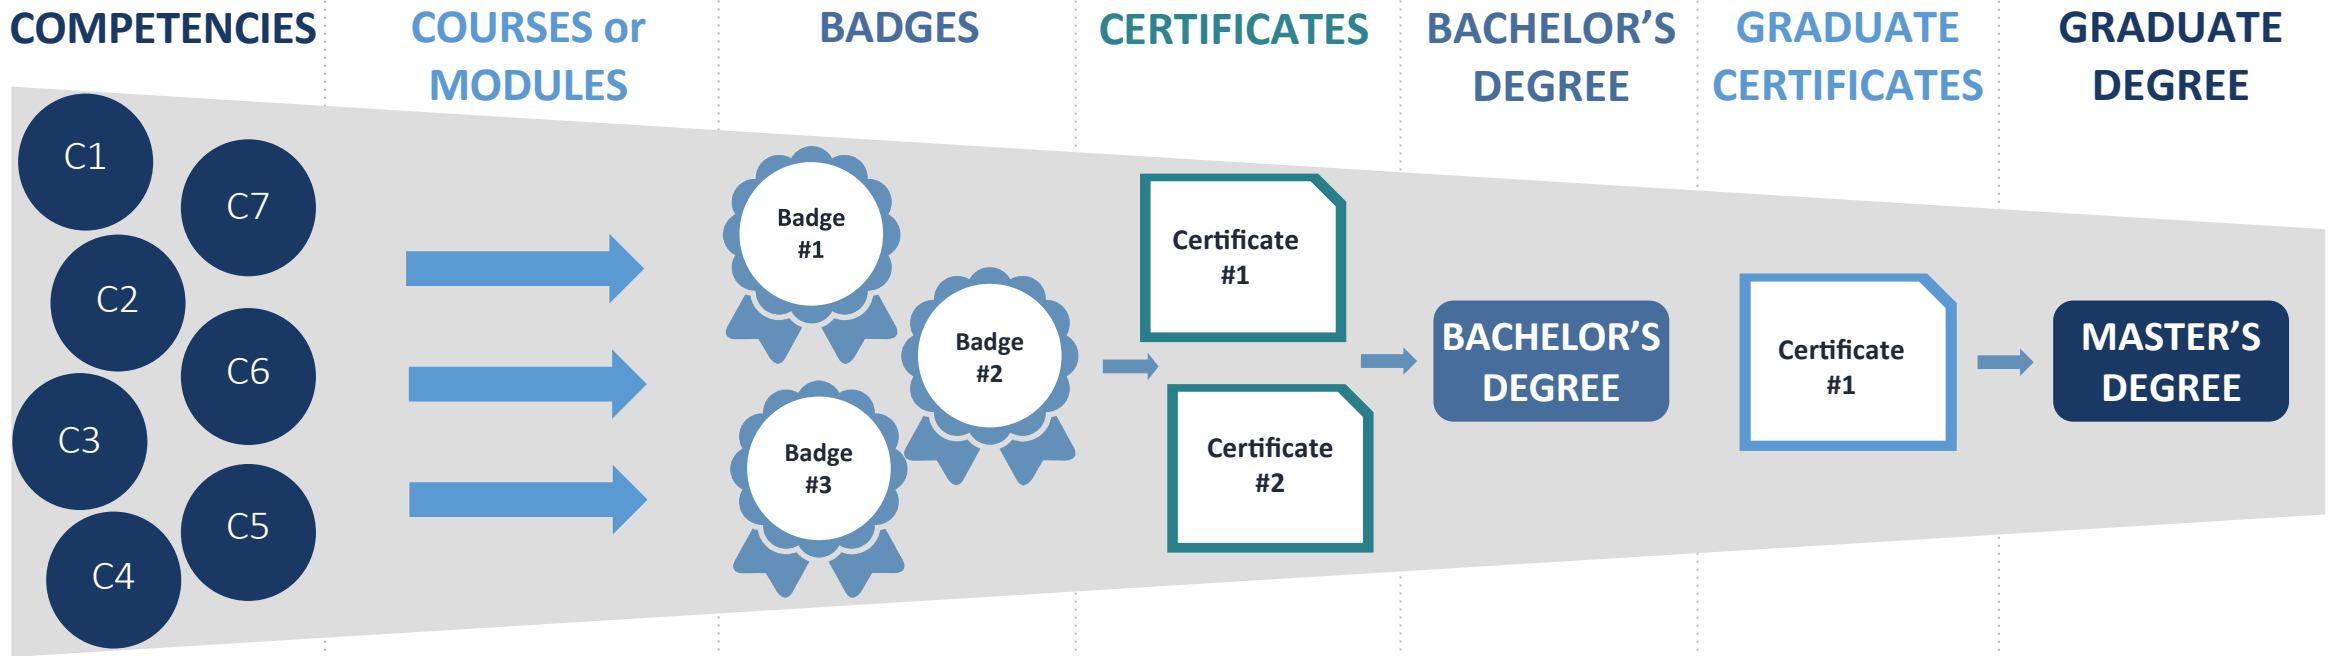 COMPETENCIES
COURSES or
MODULES
BADGES
CERTIFICATES
BACHELOR’S
DEGREE
GRADUATE
CERTIFICATES
GRADUATE
DEGREE
C1
C7
C2
C6
C3
C5
C4
Badge
#1
Badge
#2
Badge
#3
Certificate
#1
Certificate
#2
BACHELOR’S
DEGREE
Certificate
#1
MASTER’S
DEGREE